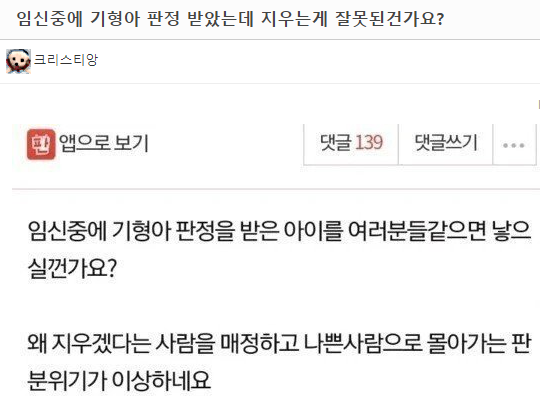 임신중에 기형아 판정 받았는데 지우는게 잘못된건가요?
크리스티앙
판 앱으로 보기
댓글 139
댓글쓰기
...
임신중에 기형아 판정을 받은 아이를 여러분들같으면 낳으
실껀가요?
왜 지우겠다는 사람을 매정하고 나쁜사람으로 몰아가는 판
분위기가 이상하네요